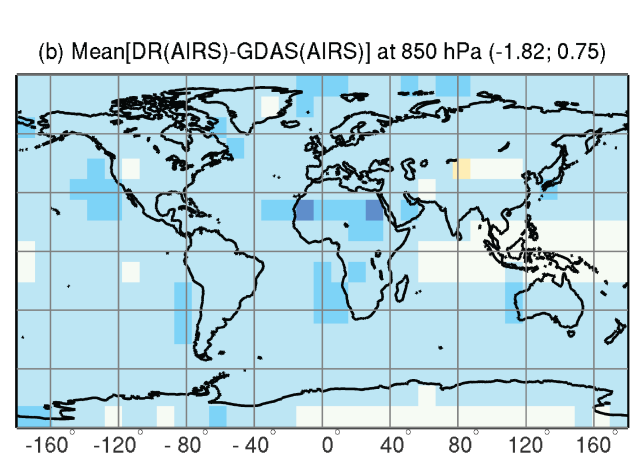 (b) Mean[DR(AIRS)-GDAS(AIRS)] at 850 hPa (-1.82; 0.75)
-160° -120° - 80° - 40° 0° 40° 80° 120° 160°